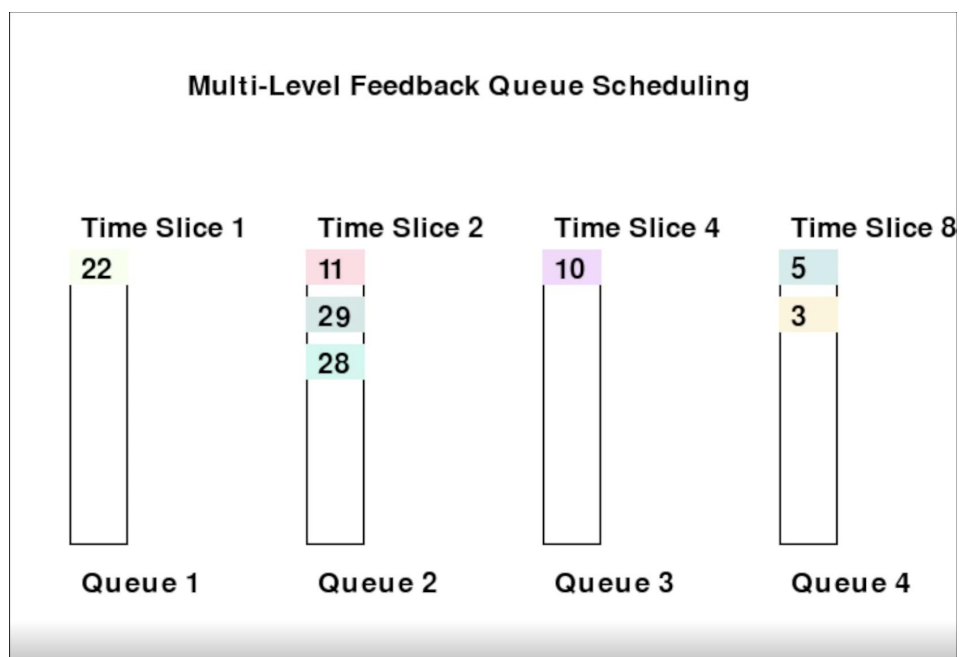 Multi-Level Feedback Queue Scheduling
Time Slice 1 Time Slice 2 Time Slice 4 Time Slice 8
22 11 10 5
29 3
28
Queue 1 Queue 2 Queue 3 Queue 4